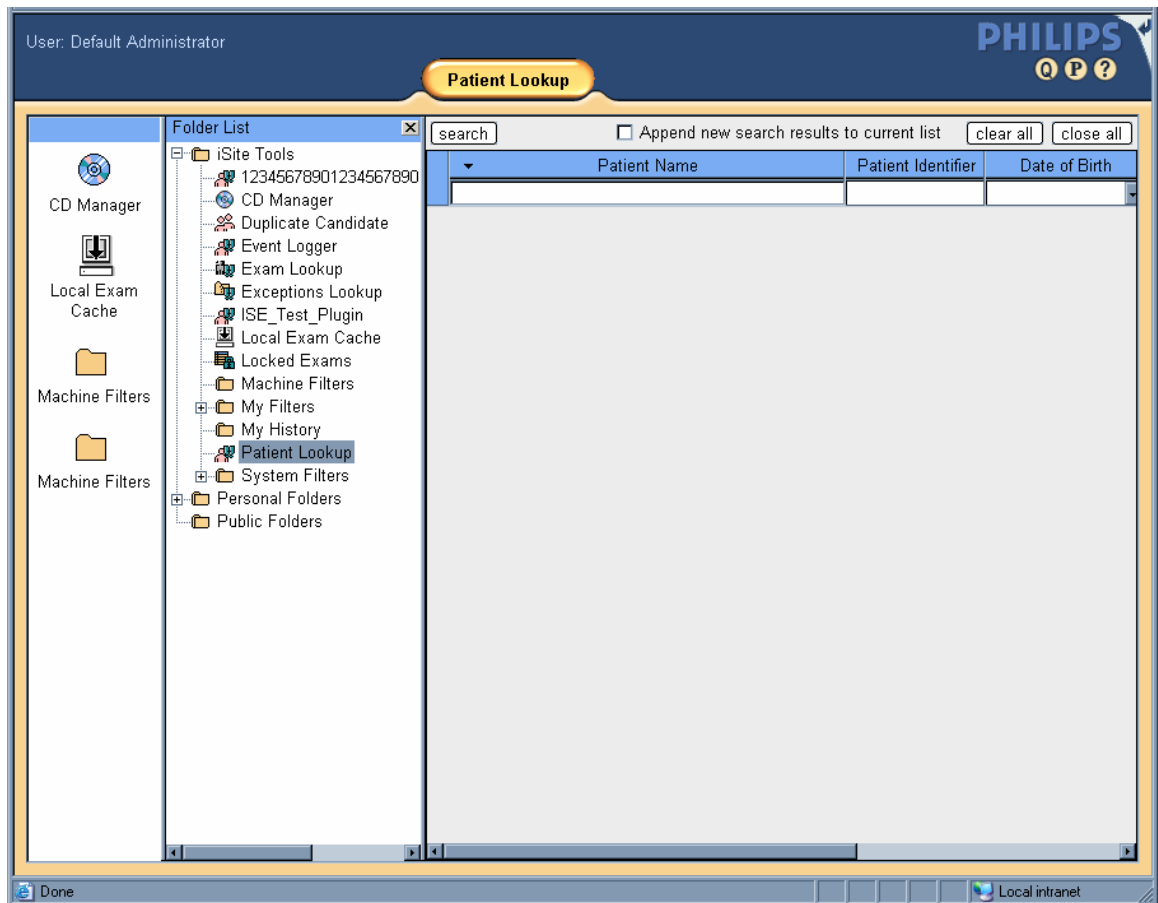 User: Default Administrator
PHILIPS
Q P ?
Patient Lookup
CD Manager
Local Exam
Cache
Machine Filters
Machine Filters
Folder List
iSite Tools
12345678901234567890
CD Manager
Duplicate Candidate
Event Logger
Exam Lookup
Exceptions Lookup
ISE_Test_Plugin
Local Exam Cache
Locked Exams
Machine Filters
My Filters
My History
Patient Lookup
System Filters
Personal Folders
Public Folders
search Append new search results to current list clear all close all
Patient Name Patient Identifier Date of Birth
Done Local intranet